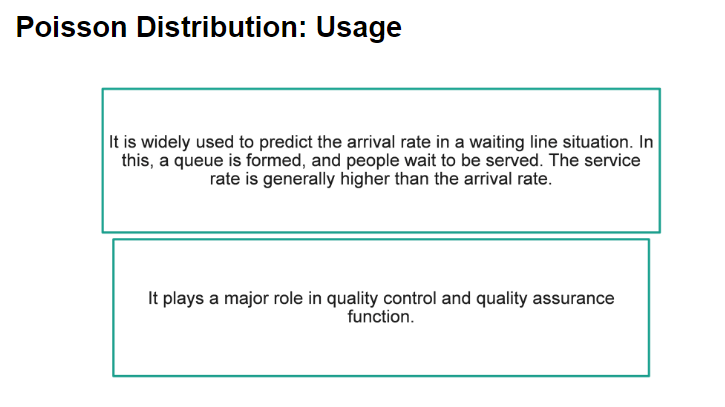 Poisson Distribution: Usage
It is widely used to predict the arrival rate in a waiting line situation. In
this, a queue is formed, and people wait to be served. The service
rate is generally higher than the arrival rate.
It plays a major role in quality control and quality assurance
function.